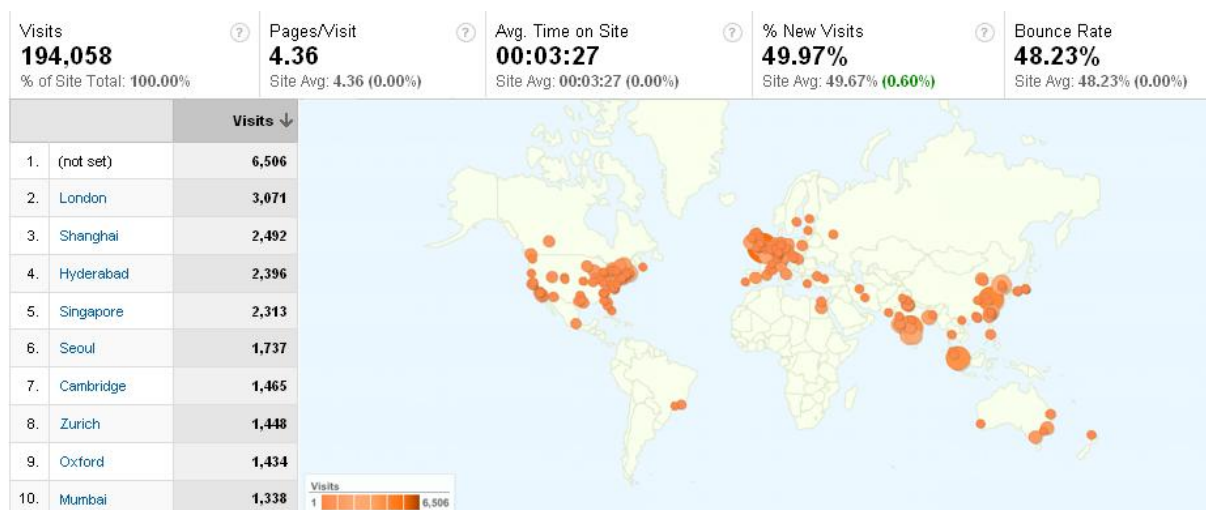 Visits ?
194,058
% of Site Total: 100.00%
Pages/Visit ?
4.36
Site Avg: 4.36 (0.00%)
Avg. Time on Site ?
00:03:27
Site Avg: 00:03:27 (0.00%)
% New Visits ?
49.97%
Site Avg: 49.67% (0.60%)
Bounce Rate
48.23%
Site Avg: 48.23% (0.00%)
Visits ↓
1. (not set) 6,506
2. London 3,071
3. Shanghai 2,492
4. Hyderabad 2,396
5. Singapore 2,313
6. Seoul 1,737
7. Cambridge 1,465
8. Zurich 1,448
9. Oxford 1,434
10. Mumbai 1,338
Visits
1 6,506